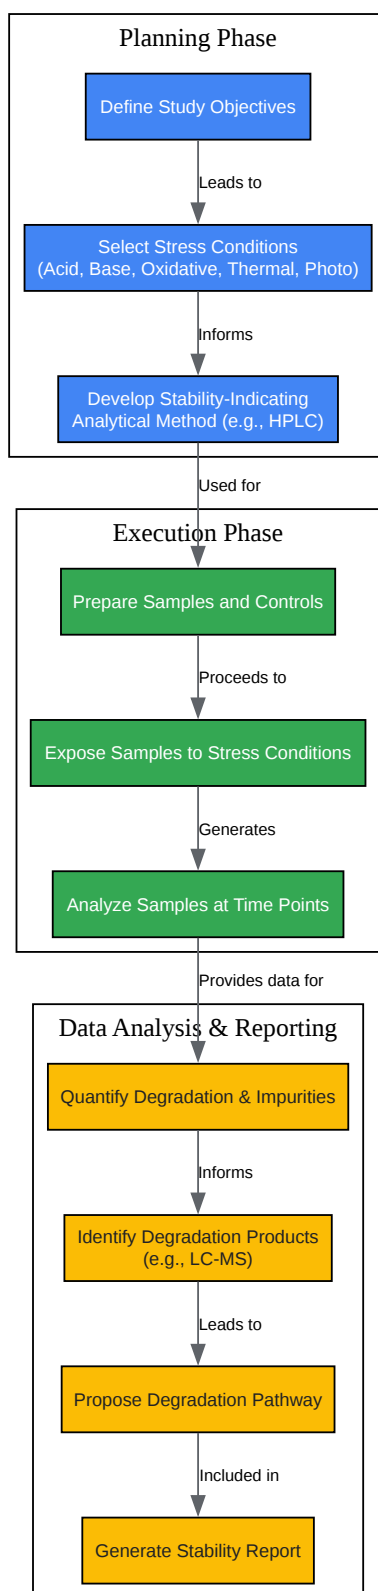 Planning Phase
Define Study Objectives
Leads to
Select Stress Conditions
(Acid, Base, Oxidative, Thermal, Photo)
Informs
Develop Stability-Indicating
Analytical Method (e.g., HPLC)
Used for
Execution Phase
Prepare Samples and Controls
Proceeds to
Expose Samples to Stress Conditions
Generates
Analyze Samples at Time Points
Provides data for
Data Analysis & Reporting
Quantify Degradation & Impurities
Informs
Identify Degradation Products
(e.g., LC-MS)
Leads to
Propose Degradation Pathway
Included in
Generate Stability Report